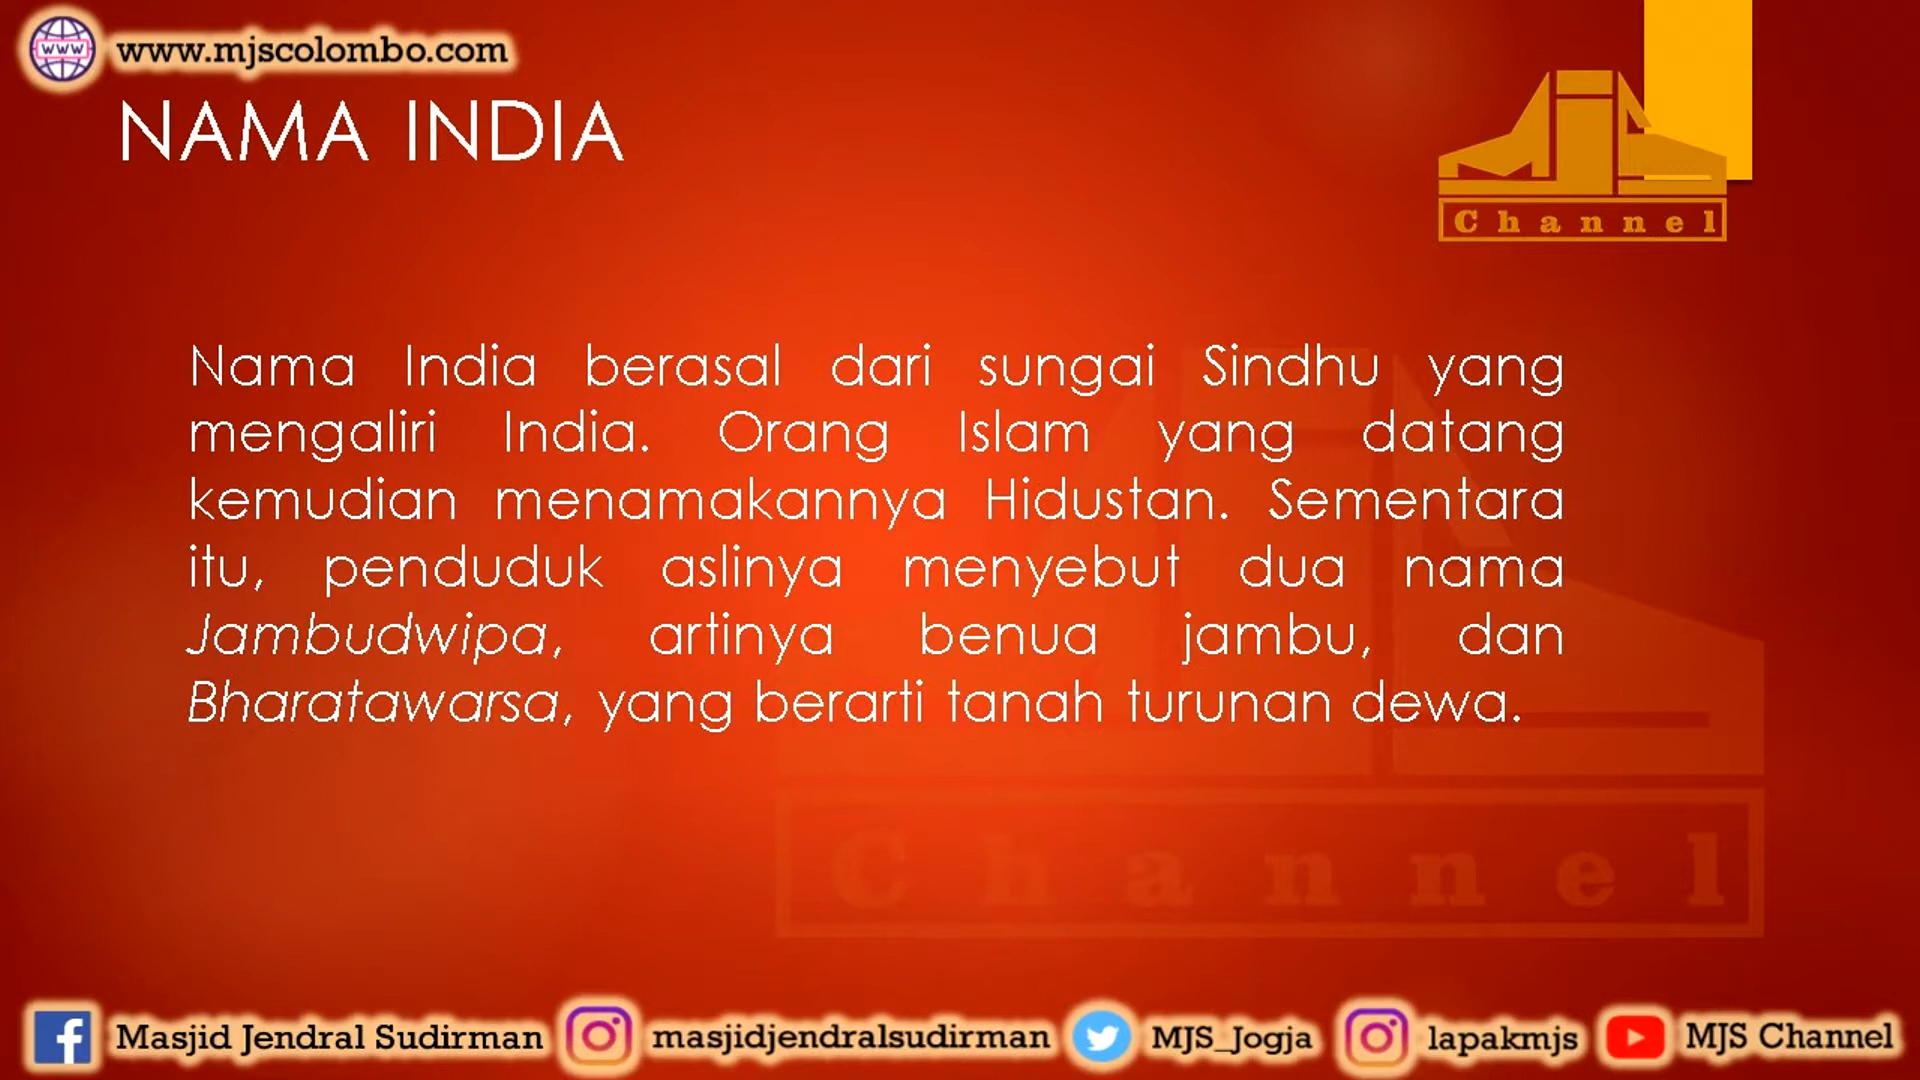 www.mjscolombo.com
NAMA INDIA
MJS
Channel
Nama India berasal dari sungai Sindhu yang
mengaliri India. Orang Islam yang datang
kemudian menamakannya Hidustan. Sementara
itu, penduduk aslinya menyebut dua nama
Jambudwipa, artinya benua jambu, dan
Bharatawarsa, yang berarti tanah turunan dewa.
Channel
Masjid Jendral Sudirman masjidjendralsudirman MJS_Jogja lapakmjs MJS Channel